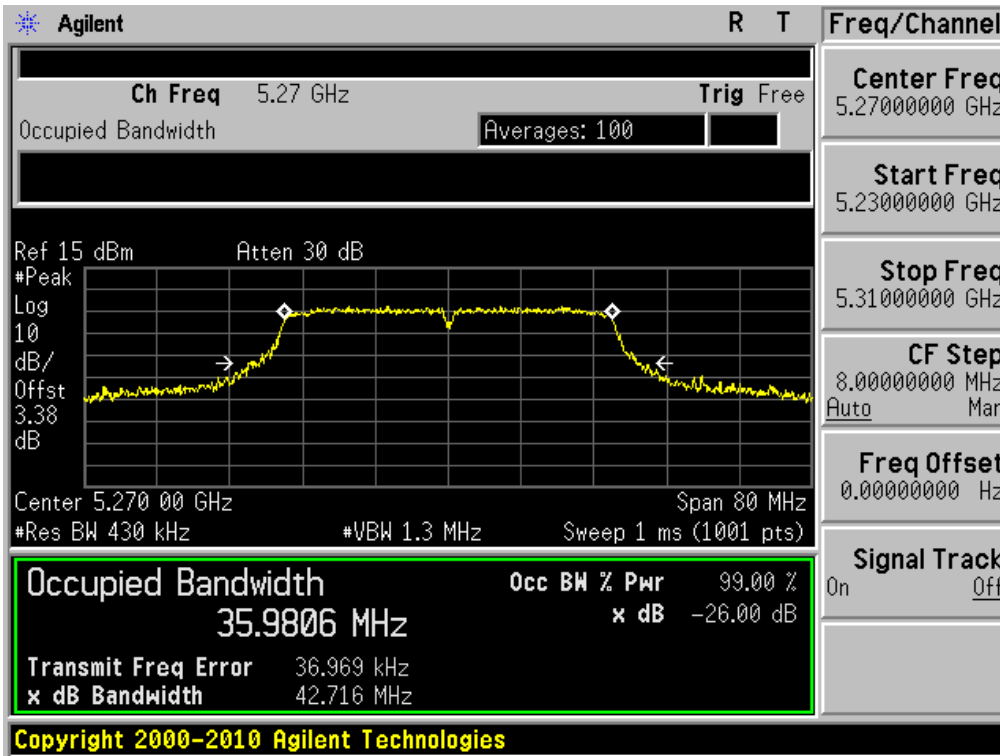 Agilent R T Freq/Channel
Ch Freq 5.27 GHz Trig Free
Occupied Bandwidth Averages: 100
Center Freq
5.27000000 GHz
Start Freq
5.23000000 GHz
Stop Freq
5.31000000 GHz
CF Step
8.00000000 MHz
Auto Man
Freq Offset
0.00000000 Hz
Signal Track
On Off
Ref 15 dBm Atten 30 dB
#Peak
Log
10
dB/
Offst
3.38
dB
Center 5.270 00 GHz Span 80 MHz
#Res BW 430 kHz #VBW 1.3 MHz Sweep 1 ms (1001 pts)
Occupied Bandwidth Occ BW % Pwr 99.00 %
35.9806 MHz x dB -26.00 dB
Transmit Freq Error 36.969 kHz
x dB Bandwidth 42.716 MHz
Copyright 2000-2010 Agilent Technologies